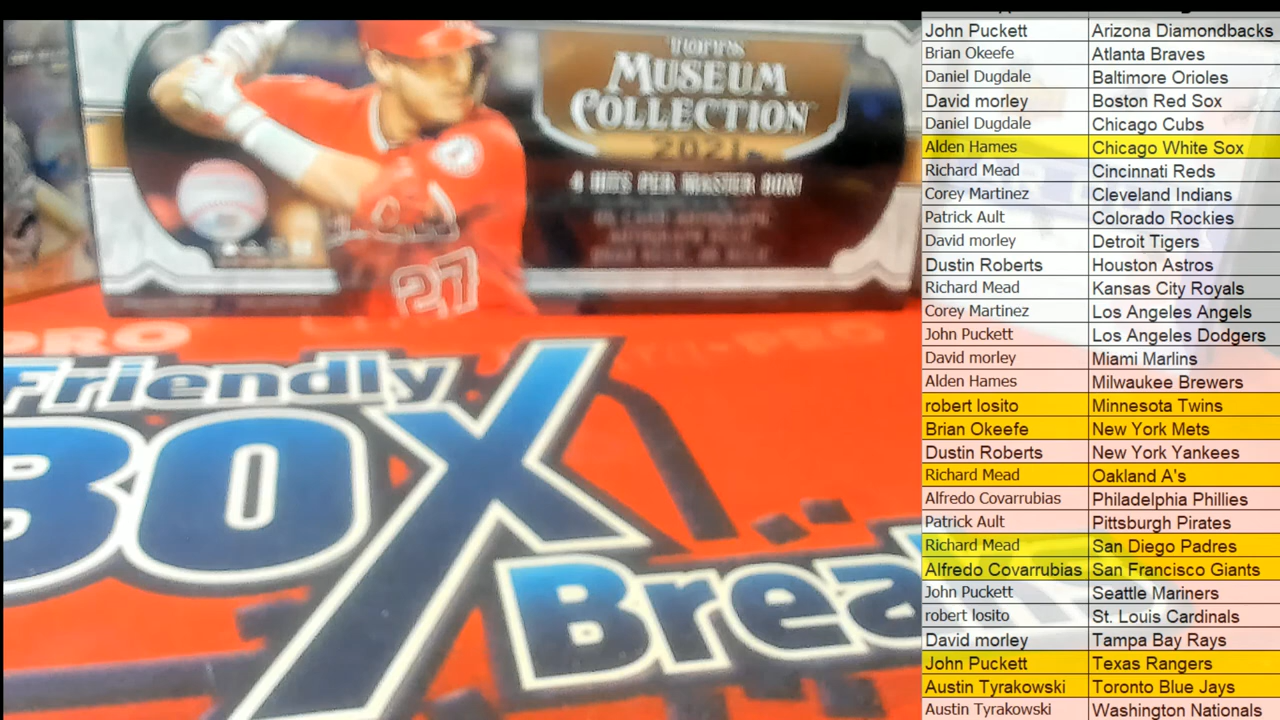 TOPPS
MUSEUM
COLLECTION
2021
4 HITS PER MASTER BOX!
27
PRO
Friendly
BOX
Brea
John Puckett Arizona Diamondbacks
Brian Okeefe Atlanta Braves
Daniel Dugdale Baltimore Orioles
David morley Boston Red Sox
Daniel Dugdale Chicago Cubs
Alden Hames Chicago White Sox
Richard Mead Cincinnati Reds
Corey Martinez Cleveland Indians
Patrick Ault Colorado Rockies
David morley Detroit Tigers
Dustin Roberts Houston Astros
Richard Mead Kansas City Royals
Corey Martinez Los Angeles Angels
John Puckett Los Angeles Dodgers
David morley Miami Marlins
Alden Hames Milwaukee Brewers
robert losito Minnesota Twins
Brian Okeefe New York Mets
Dustin Roberts New York Yankees
Richard Mead Oakland A's
Alfredo Covarrubias Philadelphia Phillies
Patrick Ault Pittsburgh Pirates
Richard Mead San Diego Padres
Alfredo Covarrubias San Francisco Giants
John Puckett Seattle Mariners
robert losito St. Louis Cardinals
David morley Tampa Bay Rays
John Puckett Texas Rangers
Austin Tyrakowski Toronto Blue Jays
Austin Tyrakowski Washington Nationals